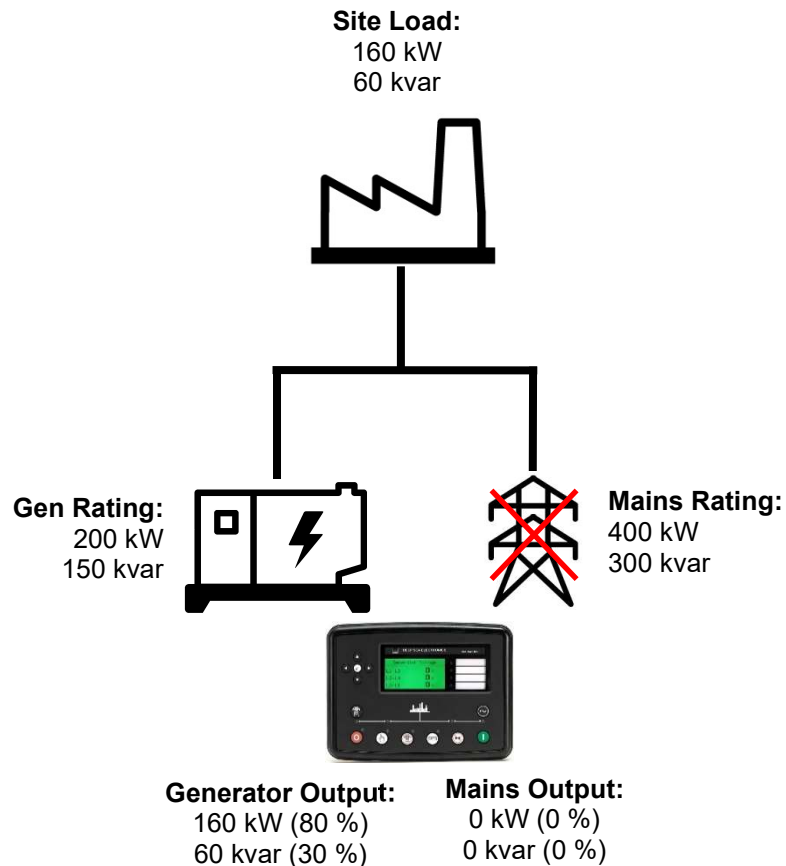 Site Load:
160 kW
60 kvar
Gen Rating:
200 kW
150 kvar
Mains Rating:
400 kW
300 kvar
Generator Output:
160 kW (80 %)
60 kvar (30 %)
Mains Output:
0 kW (0 %)
0 kvar (0 %)